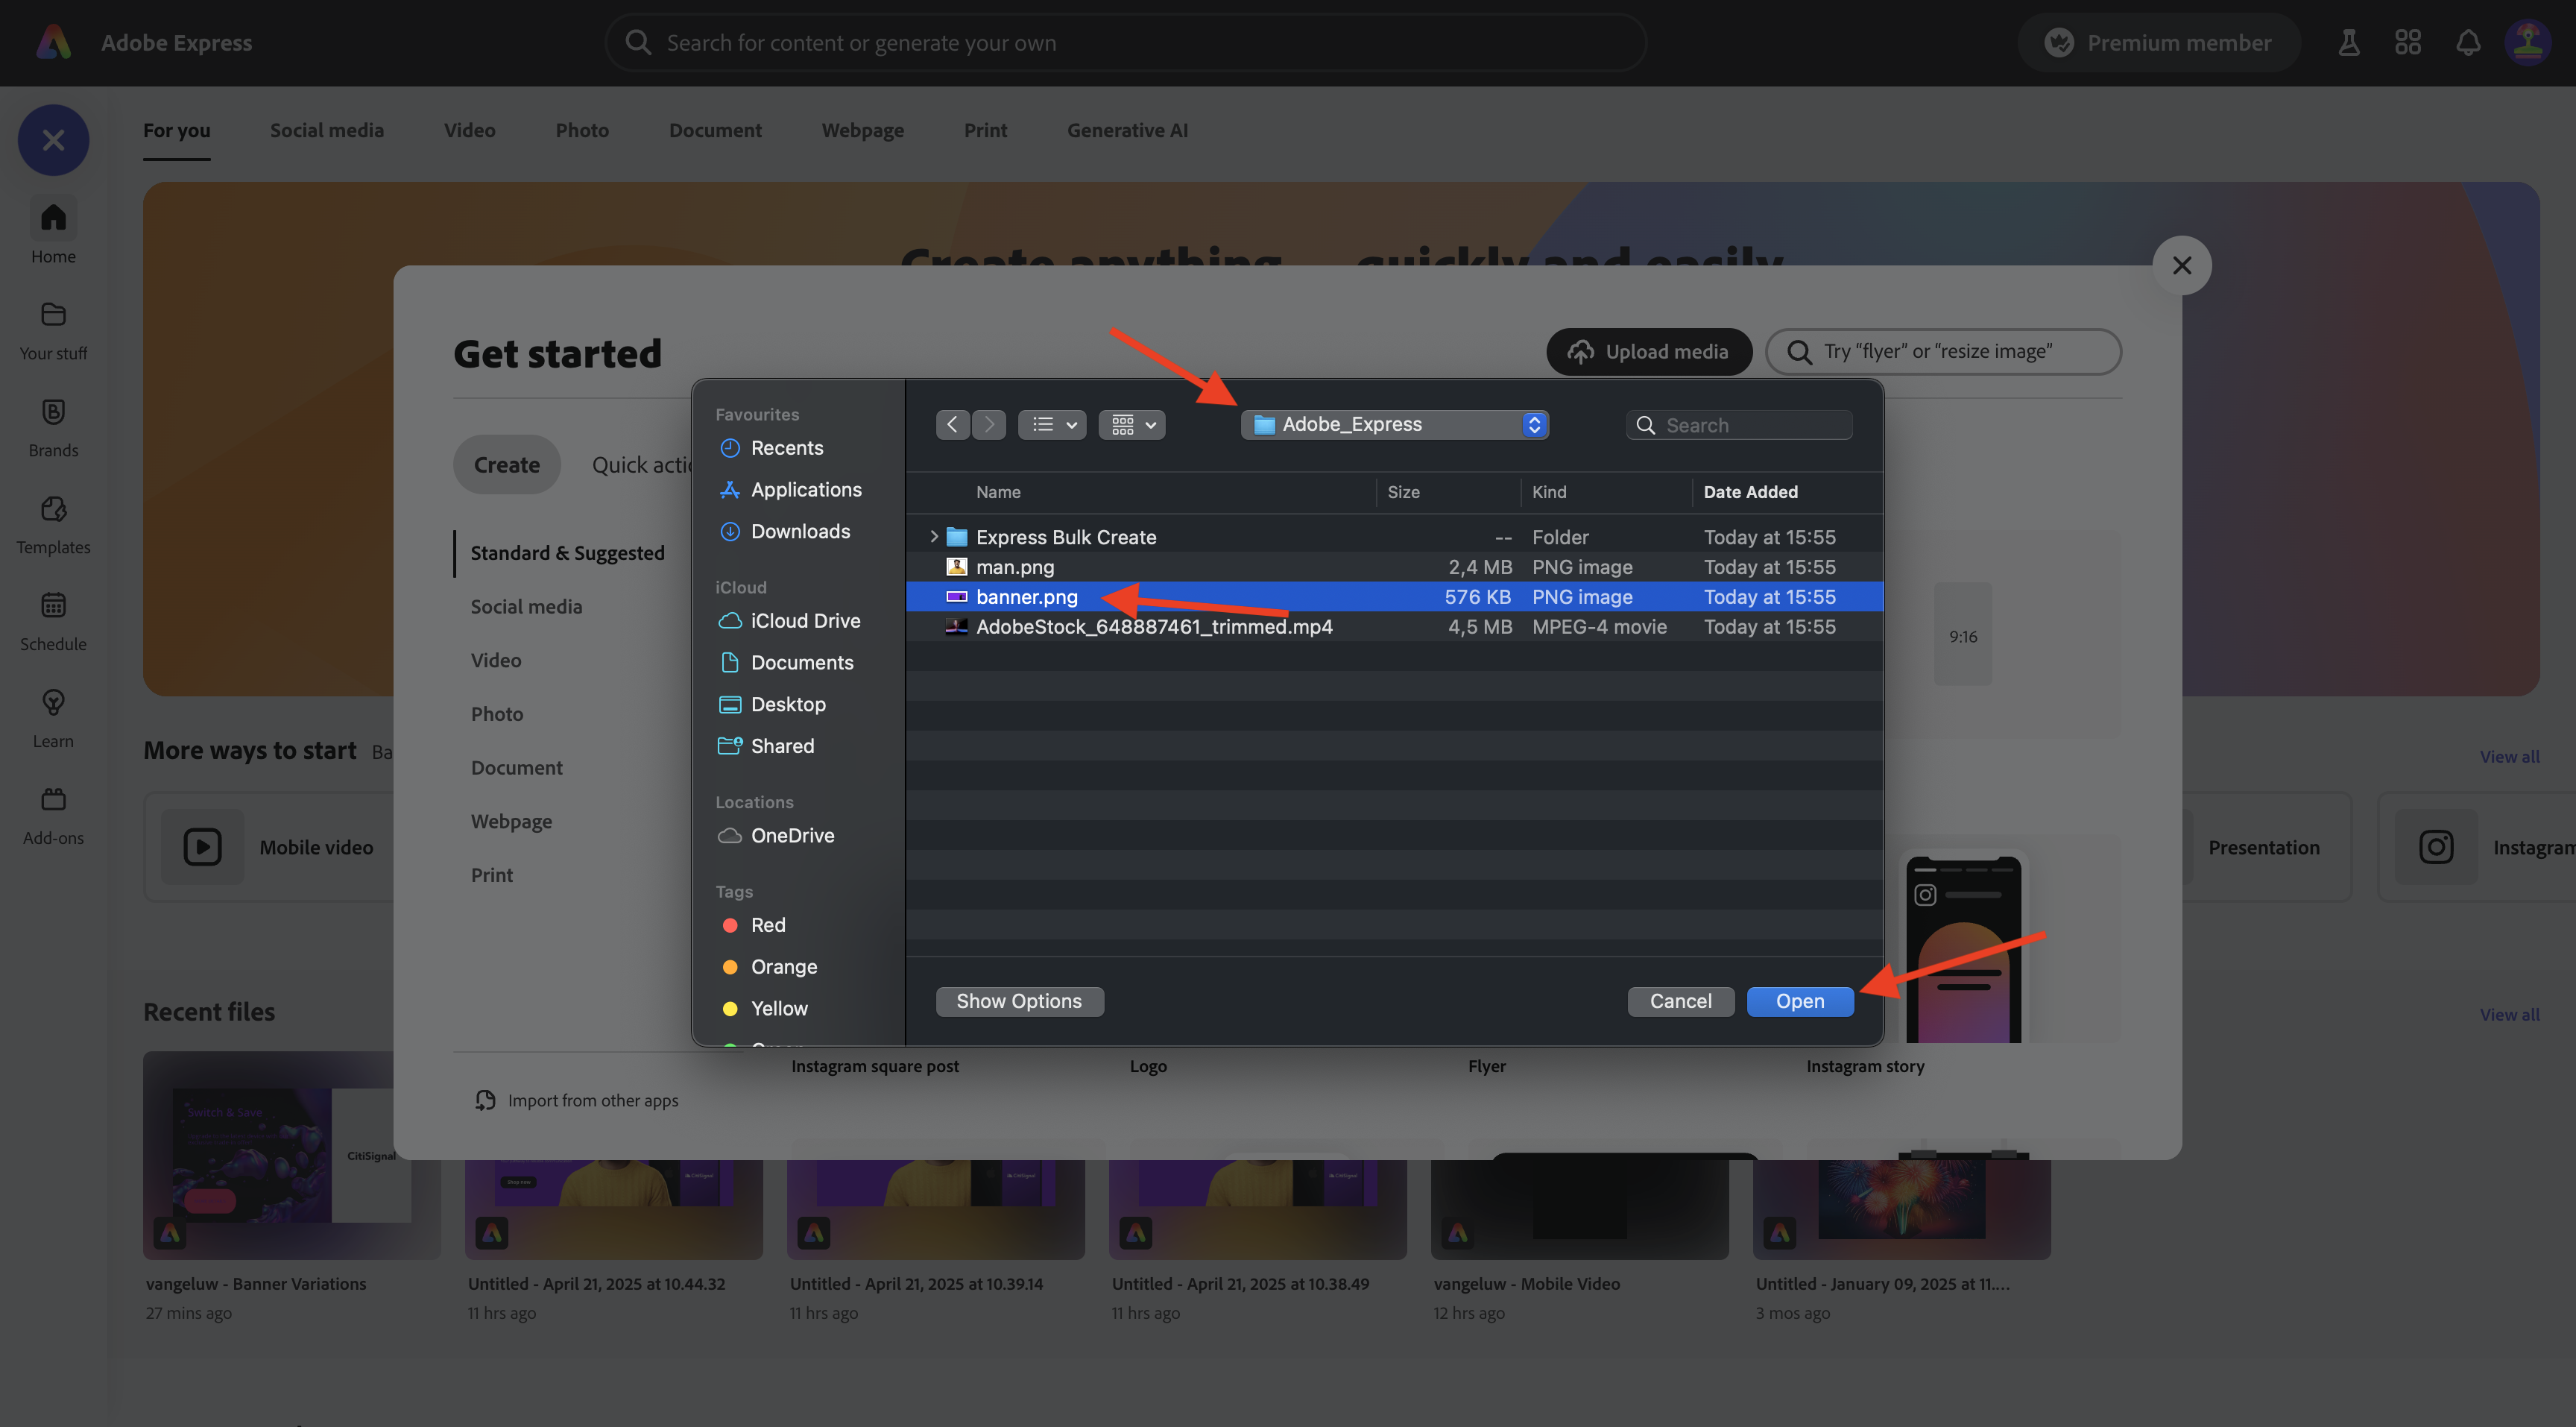 Adobe Express
Search for content or generate your own
Premium member
For you
Social media
Video
Photo
Document
Webpage
Print
Generative AI
Home
Your stuff
Brands
Templates
Schedule
Learn
Add-ons
Create anything quickly and easily
Get started
Upload media
Try “flyer” or “resize image”
Create
Quick acti
Standard & Suggested
Social media
Video
Photo
Document
Webpage
Print
Import from other apps
Favourites
Recents
Applications
Downloads
iCloud
iCloud Drive
Documents
Desktop
Shared
Locations
OneDrive
Tags
Red
Orange
Yellow
Adobe_Express
Search
Name Size Kind Date Added
Express Bulk Create -- Folder Today at 15:55
man.png 2,4 MB PNG image Today at 15:55
banner.png 576 KB PNG image Today at 15:55
AdobeStock_648887461_trimmed.mp4 4,5 MB MPEG-4 movie Today at 15:55
Show Options
Cancel
Open
9:16
Instagram square post
Logo
Flyer
Instagram story
More ways to start
Ba
View all
Mobile video
Presentation
Instagram
Recent files
View all
Switch & Save
CitiSignal
Shop now
CitiSignal
CitiSignal
CitiSignal
vangeluw - Banner Variations
27 mins ago
Untitled - April 21, 2025 at 10.44.32
11 hrs ago
Untitled - April 21, 2025 at 10.39.14
11 hrs ago
Untitled - April 21, 2025 at 10.38.49
11 hrs ago
vangeluw - Mobile Video
12 hrs ago
Untitled - January 09, 2025 at 11....
3 mos ago